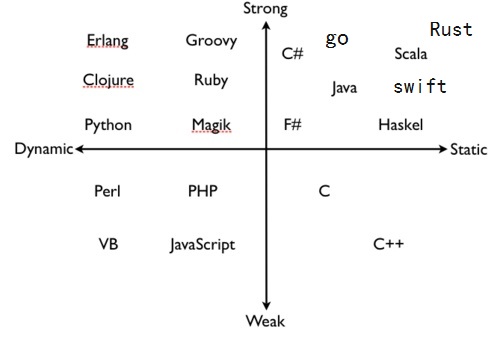 Strong
Erlang Groovy C# go Scala Rust
Clojure Ruby Java swift
Python Magik F# Haskel
Dynamic Static
Perl PHP C
VB JavaScript C++
Weak